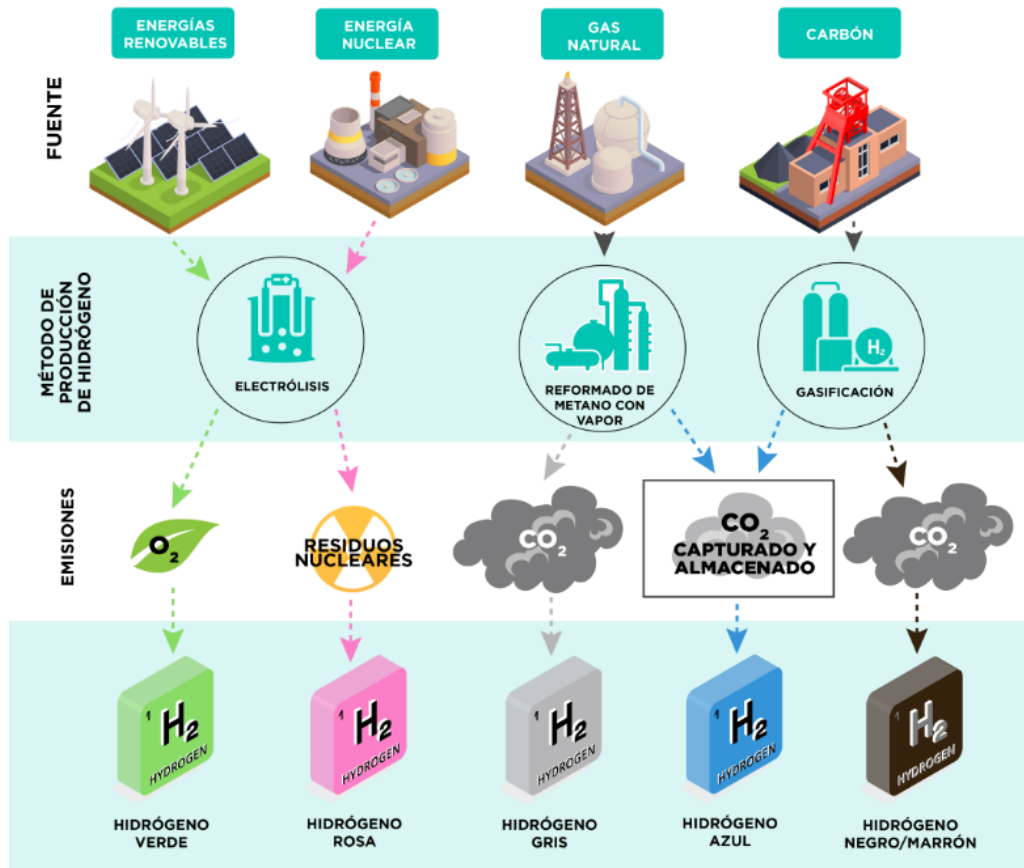 ENERGÍAS
RENOVABLES
ENERGÍA
NUCLEAR
GAS
NATURAL
CARBÓN
FUENTE
MÉTODO DE
PRODUCCIÓN
DE HIDRÓGENO
ELECTRÓLISIS
REFORMADO DE
METANO CON
VAPOR
H2
GASIFICACIÓN
EMISIONES
O2
RESIDUOS
NUCLEARES
CO2
CO2
CAPTURADO Y
ALMACENADO
CO2
1
H2
HYDROGEN
1
H2
HYDROGEN
1
H2
HYDROGEN
1
H2
HYDROGEN
1
H2
HYDROGEN
HIDRÓGENO
VERDE
HIDRÓGENO
ROSA
HIDRÓGENO
GRIS
HIDRÓGENO
AZUL
HIDRÓGENO
NEGRO/MARRÓN